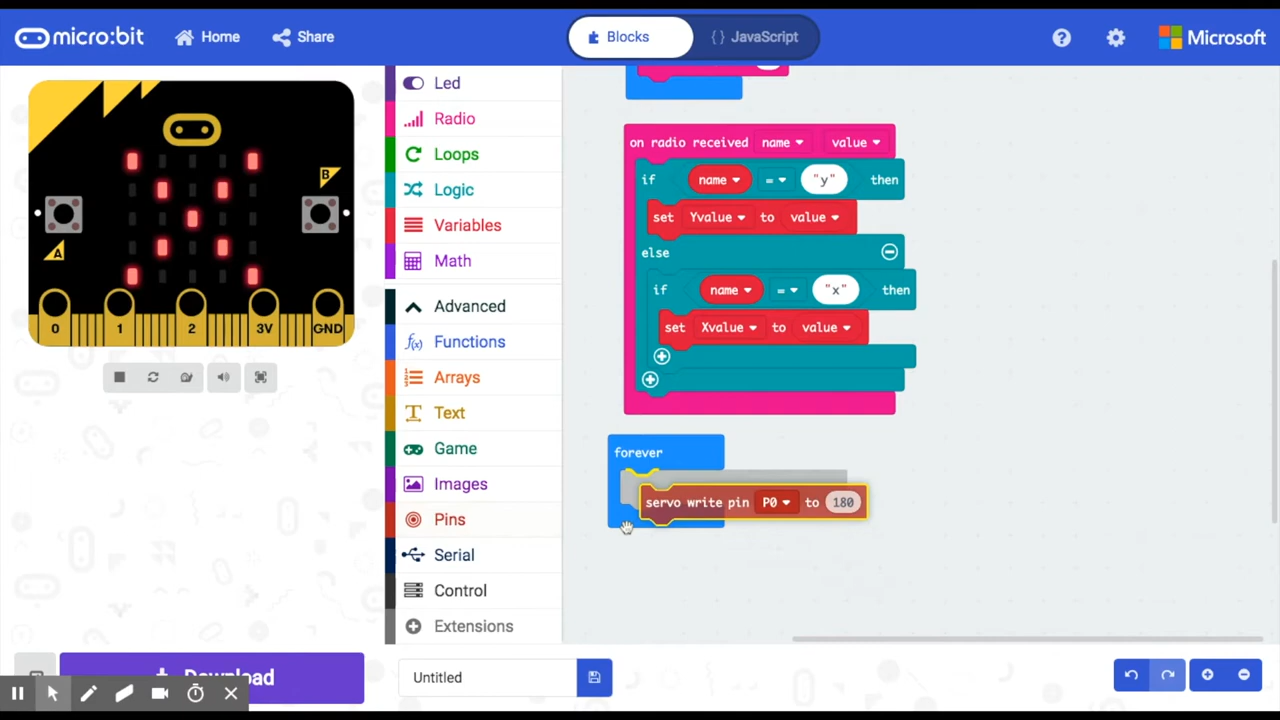 micro:bit Home Share Blocks { } JavaScript ? Microsoft
A
B
0 1 2 3V GND
Led
Radio
Loops
Logic
Variables
Math
Advanced
f(x) Functions
Arrays
T Text
Game
Images
Pins
Serial
Control
Extensions
on radio received name value
if name = "y" then
set Yvalue to value
else
if name = "x" then
set Xvalue to value
forever
servo write pin P0 to 180
Download
Untitled